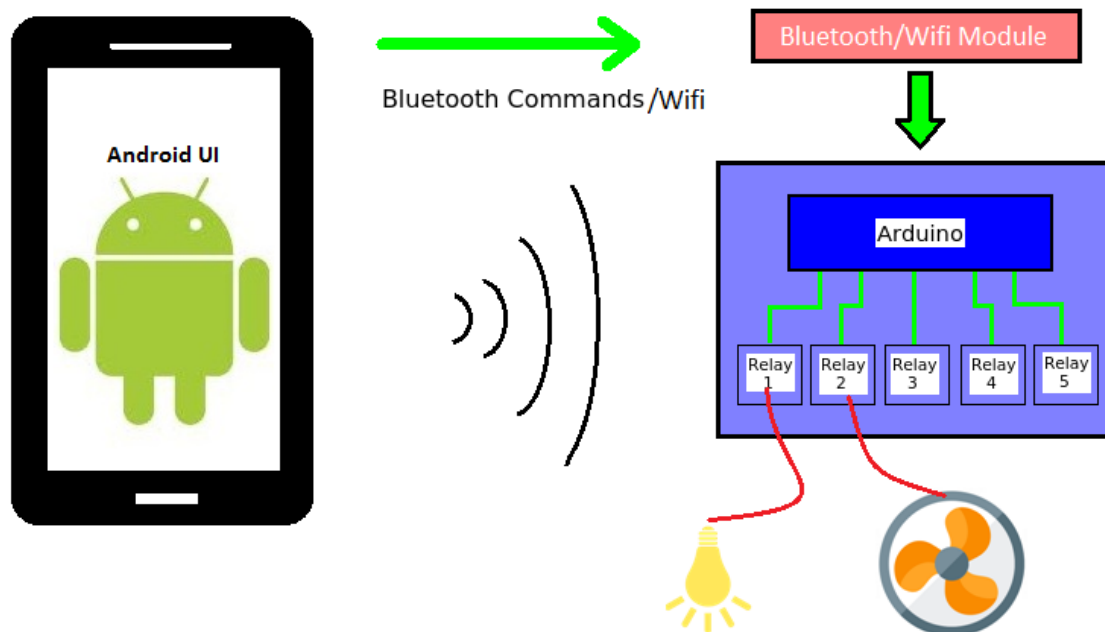 Bluetooth/Wifi Module
Bluetooth Commands/Wifi
Android UI
Arduino
Relay
1
Relay
2
Relay
3
Relay
4
Relay
5